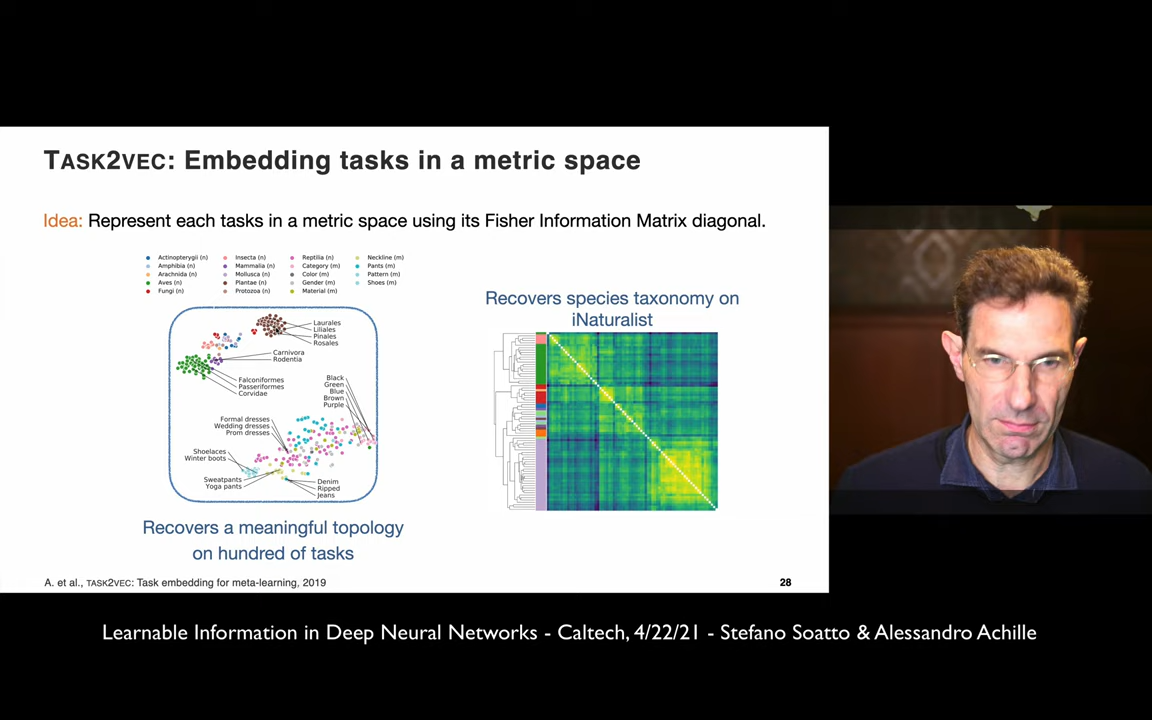 TASK2VEC: Embedding tasks in a metric space
Idea: Represent each tasks in a metric space using its Fisher Information Matrix diagonal.
Actinopterygii (n)
Amphibia (n)
Arachnida (n)
Aves (n)
Fungi (n)
Insecta (n)
Mammalia (n)
Mollusca (n)
Plantae (n)
Protozoa (n)
Reptilia (n)
Category (m)
Color (m)
Gender (m)
Material (m)
Neckline (m)
Pants (m)
Pattern (m)
Shoes (m)
Laurales
Liliales
Pinales
Rosales
Carnivora
Rodentia
Falconiformes
Passeriformes
Corvidae
Black
Green
Blue
Brown
Purple
Formal dresses
Wedding dresses
Prom dresses
Shoelaces
Winter boots
Sweatpants
Yoga pants
Denim
Ripped
Jeans
Recovers a meaningful topology
on hundred of tasks
Recovers species taxonomy on
iNaturalist
A. et al., TASK2VEC: Task embedding for meta-learning, 2019
28
Learnable Information in Deep Neural Networks - Caltech, 4/22/21 - Stefano Soatto & Alessandro Achille